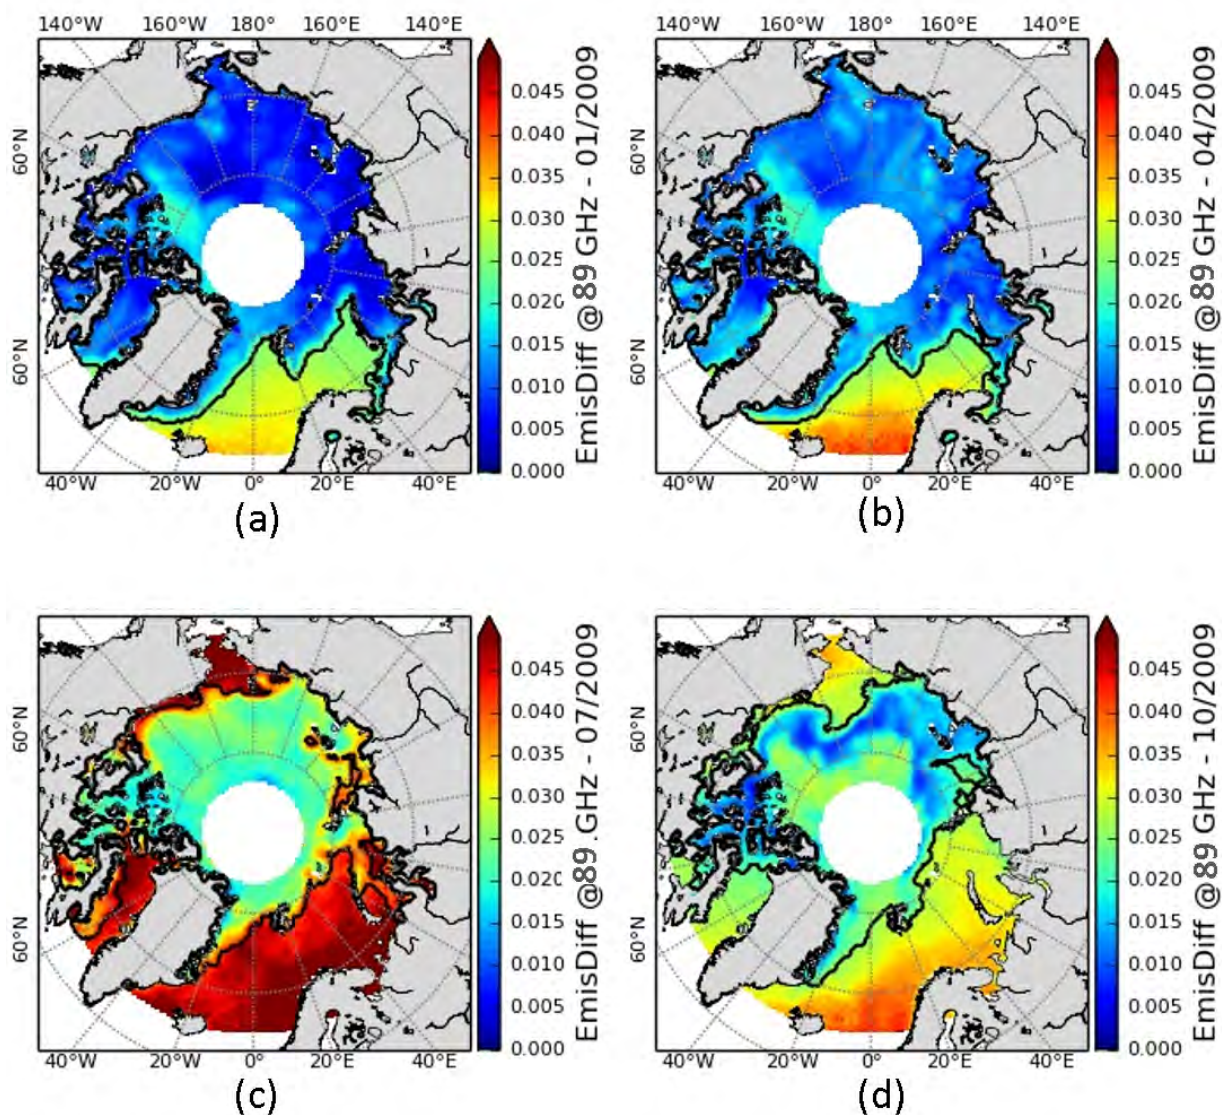 140°W 160°W 180° 160°E 140°E
60°N
60°N
40°W 20°W 0° 20°E 40°E
0.045
0.040
0.035
0.030
0.025
0.020
0.015
0.010
0.005
0.000
EmisDiff @89 GHz - 01/2009
(a)
140°W 160°W 180° 160°E 140°E
60°N
60°N
40°W 20°W 0° 20°E 40°E
0.045
0.040
0.035
0.030
0.025
0.020
0.015
0.010
0.005
0.000
EmisDiff @89 GHz - 04/2009
(b)
60°N
60°N
40°W 20°W 0° 20°E 40°E
0.045
0.040
0.035
0.030
0.025
0.020
0.015
0.010
0.005
0.000
EmisDiff @89 .GHz - 07/2009
(c)
60°N
60°N
40°W 20°W 0° 20°E 40°E
0.045
0.040
0.035
0.030
0.025
0.020
0.015
0.010
0.005
0.000
EmisDiff @89 GHz - 10/2009
(d)